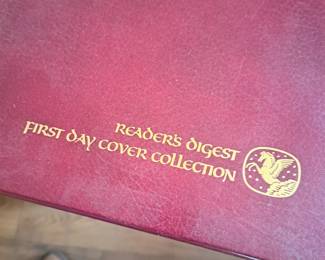 READER'S DIGEST
FIRST DAY COVER COLLECTION